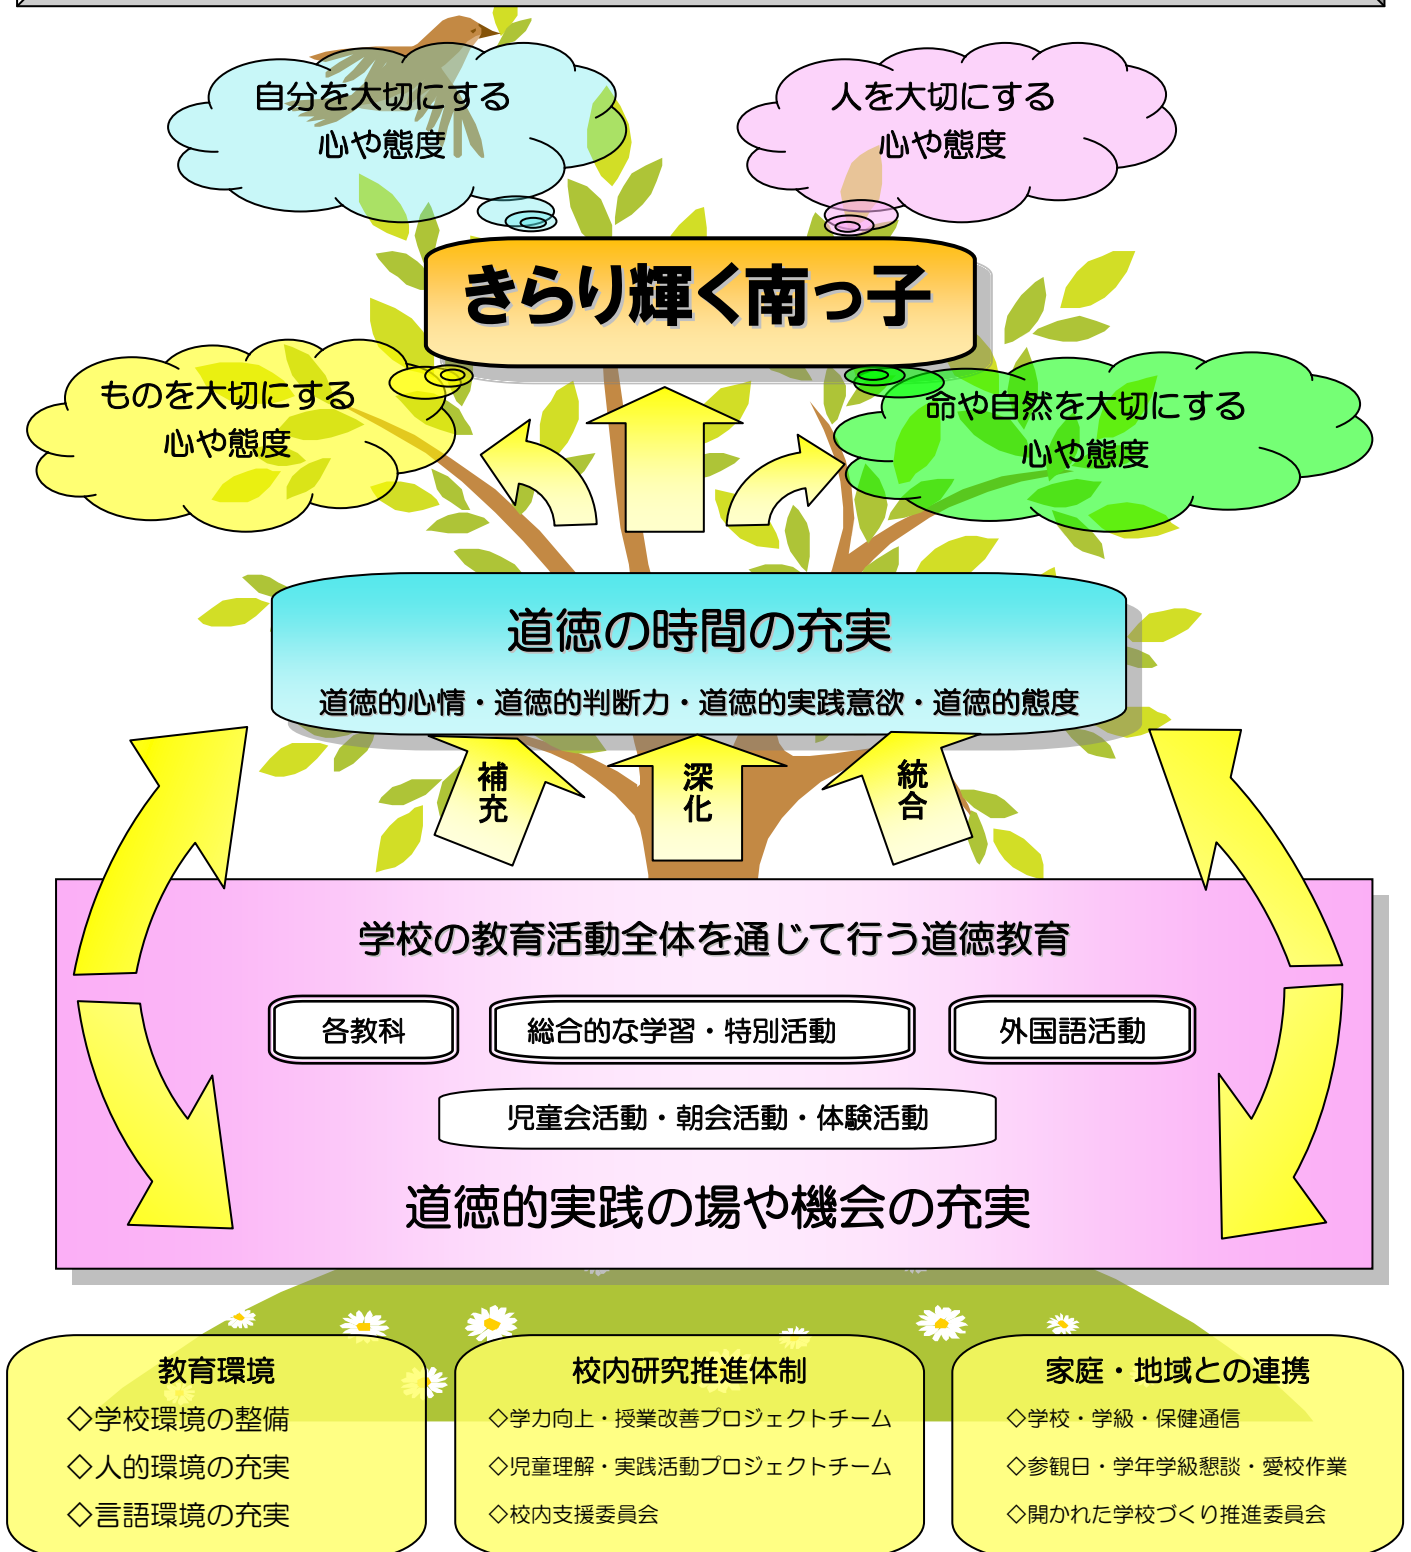 自分を大切にする
心や態度
人を大切にする
心や態度
きらり輝く南っ子
ものを大切にする
心や態度
命や自然を大切にする
心や態度
道徳の時間の充実
道徳的心情・道徳的判断力・道徳的実践意欲・道徳的態度
補充
深化
統合
学校の教育活動全体を通じて行う道徳教育
各教科
総合的な学習・特別活動
外国語活動
児童会活動・朝会活動・体験活動
道徳的実践の場や機会の充実
教育環境
◇学校環境の整備
◇人的環境の充実
◇言語環境の充実
校内研究推進体制
◇学力向上・授業改善プロジェクトチーム
◇児童理解・実践活動プロジェクトチーム
◇校内支援委員会
家庭・地域との連携
◇学校・学級・保健通信
◇参観日・学年学級懇談・愛校作業
◇開かれた学校づくり推進委員会